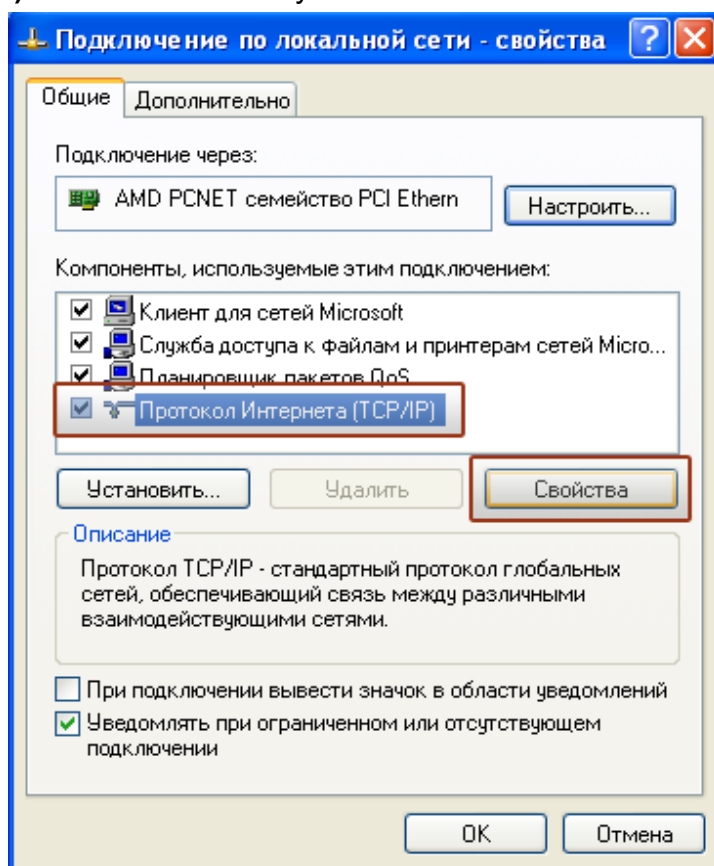 Подключение по локальной сети - свойства
Общие
Дополнительно
Подключение через:
AMD PCNET семейство PCI Ethern
Настроить...
Компоненты, используемые этим подключением:
Клиент для сетей Microsoft
Служба доступа к файлам и принтерам сетей Micro...
Планировщик пакетов QoS
Протокол Интернета (TCP/IP)
Установить...
Удалить
Свойства
Описание
Протокол TCP/IP - стандартный протокол глобальных
сетей, обеспечивающий связь между различными
взаимодействующими сетями.
При подключении вывести значок в области уведомлений
Уведомлять при ограниченном или отсутствующем
подключении
OK
Отмена